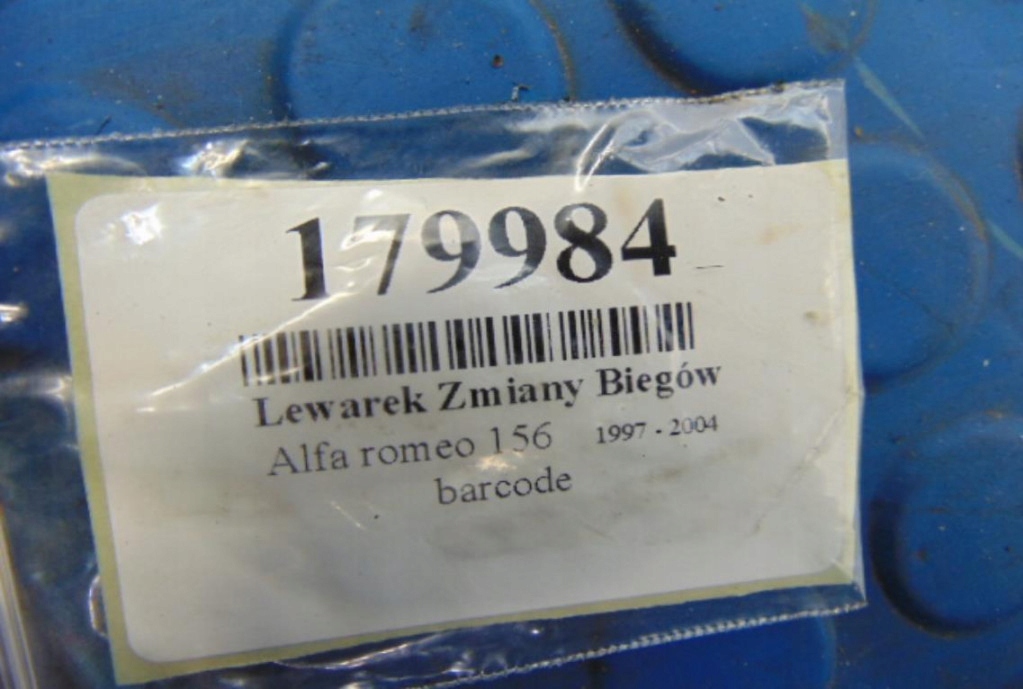 179984
Lewarek Zmiany Biegów
Alfa romeo 156 1997 - 2004
barcode